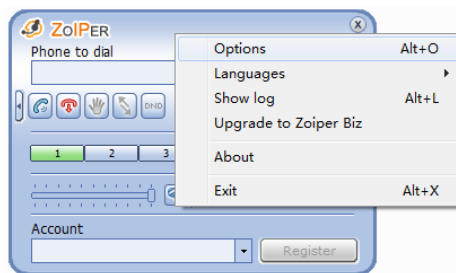 ZoIPER
Phone to dial
DND
1 2 3
Account
Register
Options Alt+O
Languages
Show log Alt+L
Upgrade to Zoiper Biz
About
Exit Alt+X